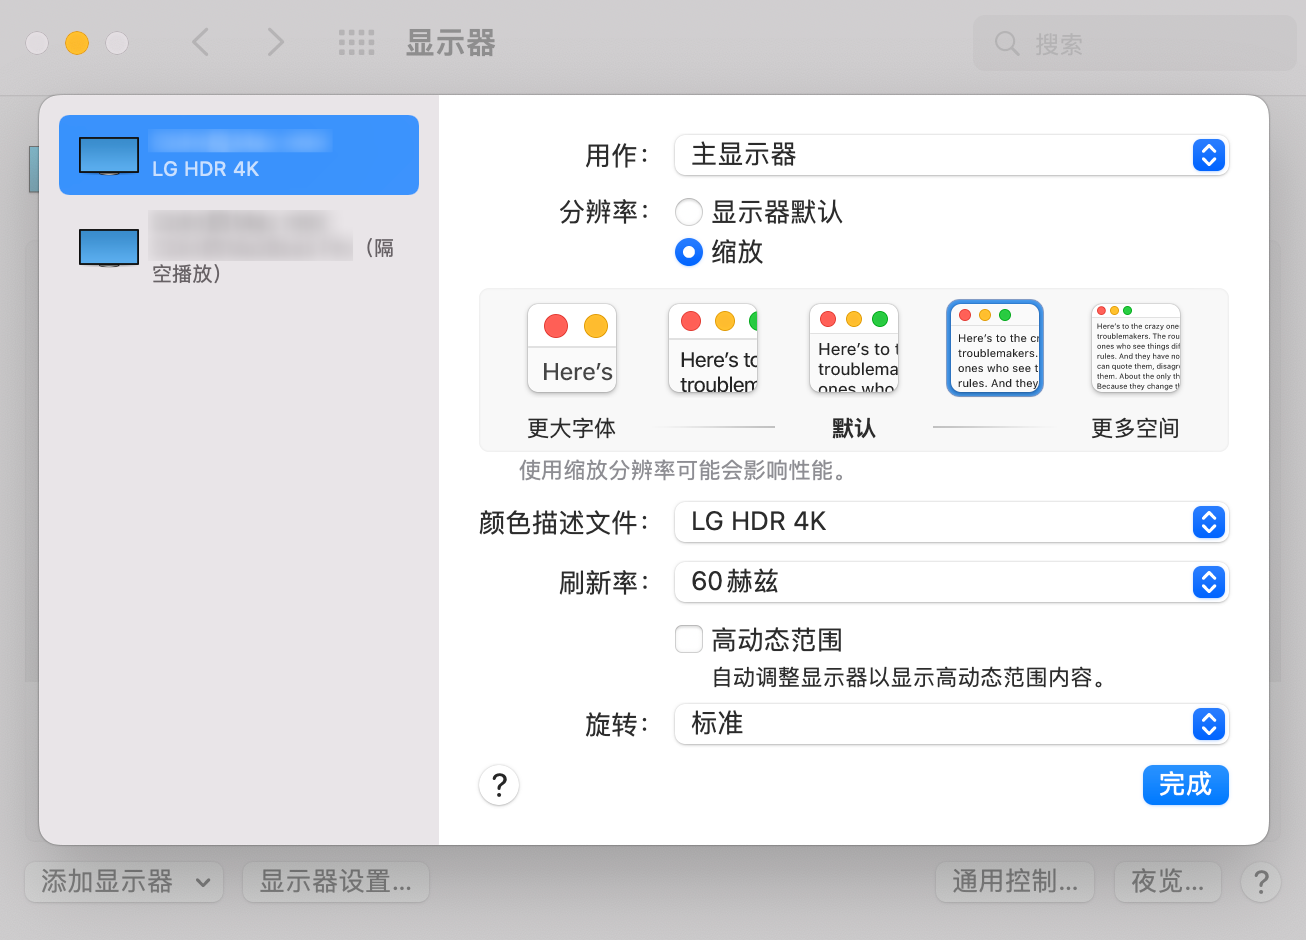 显示器
搜索
LG HDR 4K
（隔
空播放）
用作：
主显示器
分辨率：
显示器默认
缩放
Here's
Here's to
troublem
Here's to t
troublema
ones who
Here's to the cr
troublemakers.
ones who see t
rules. And they
Here's to the crazy one
troublemakers. The rou
ones who see things dif
rules. And they have no
can quote them, disagre
them. About the only th
Because they change t
更大字体
默认
更多空间
使用缩放分辨率可能会影响性能。
颜色描述文件：
LG HDR 4K
刷新率：
60赫兹
高动态范围
自动调整显示器以显示高动态范围内容。
旋转：
标准
?
完成
添加显示器
显示器设置...
通用控制...
夜览...
?